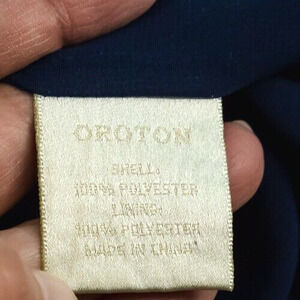 OROTON
SHELL:
100% POLYESTER
LINING:
100% POLYESTER
MADE IN CHINA